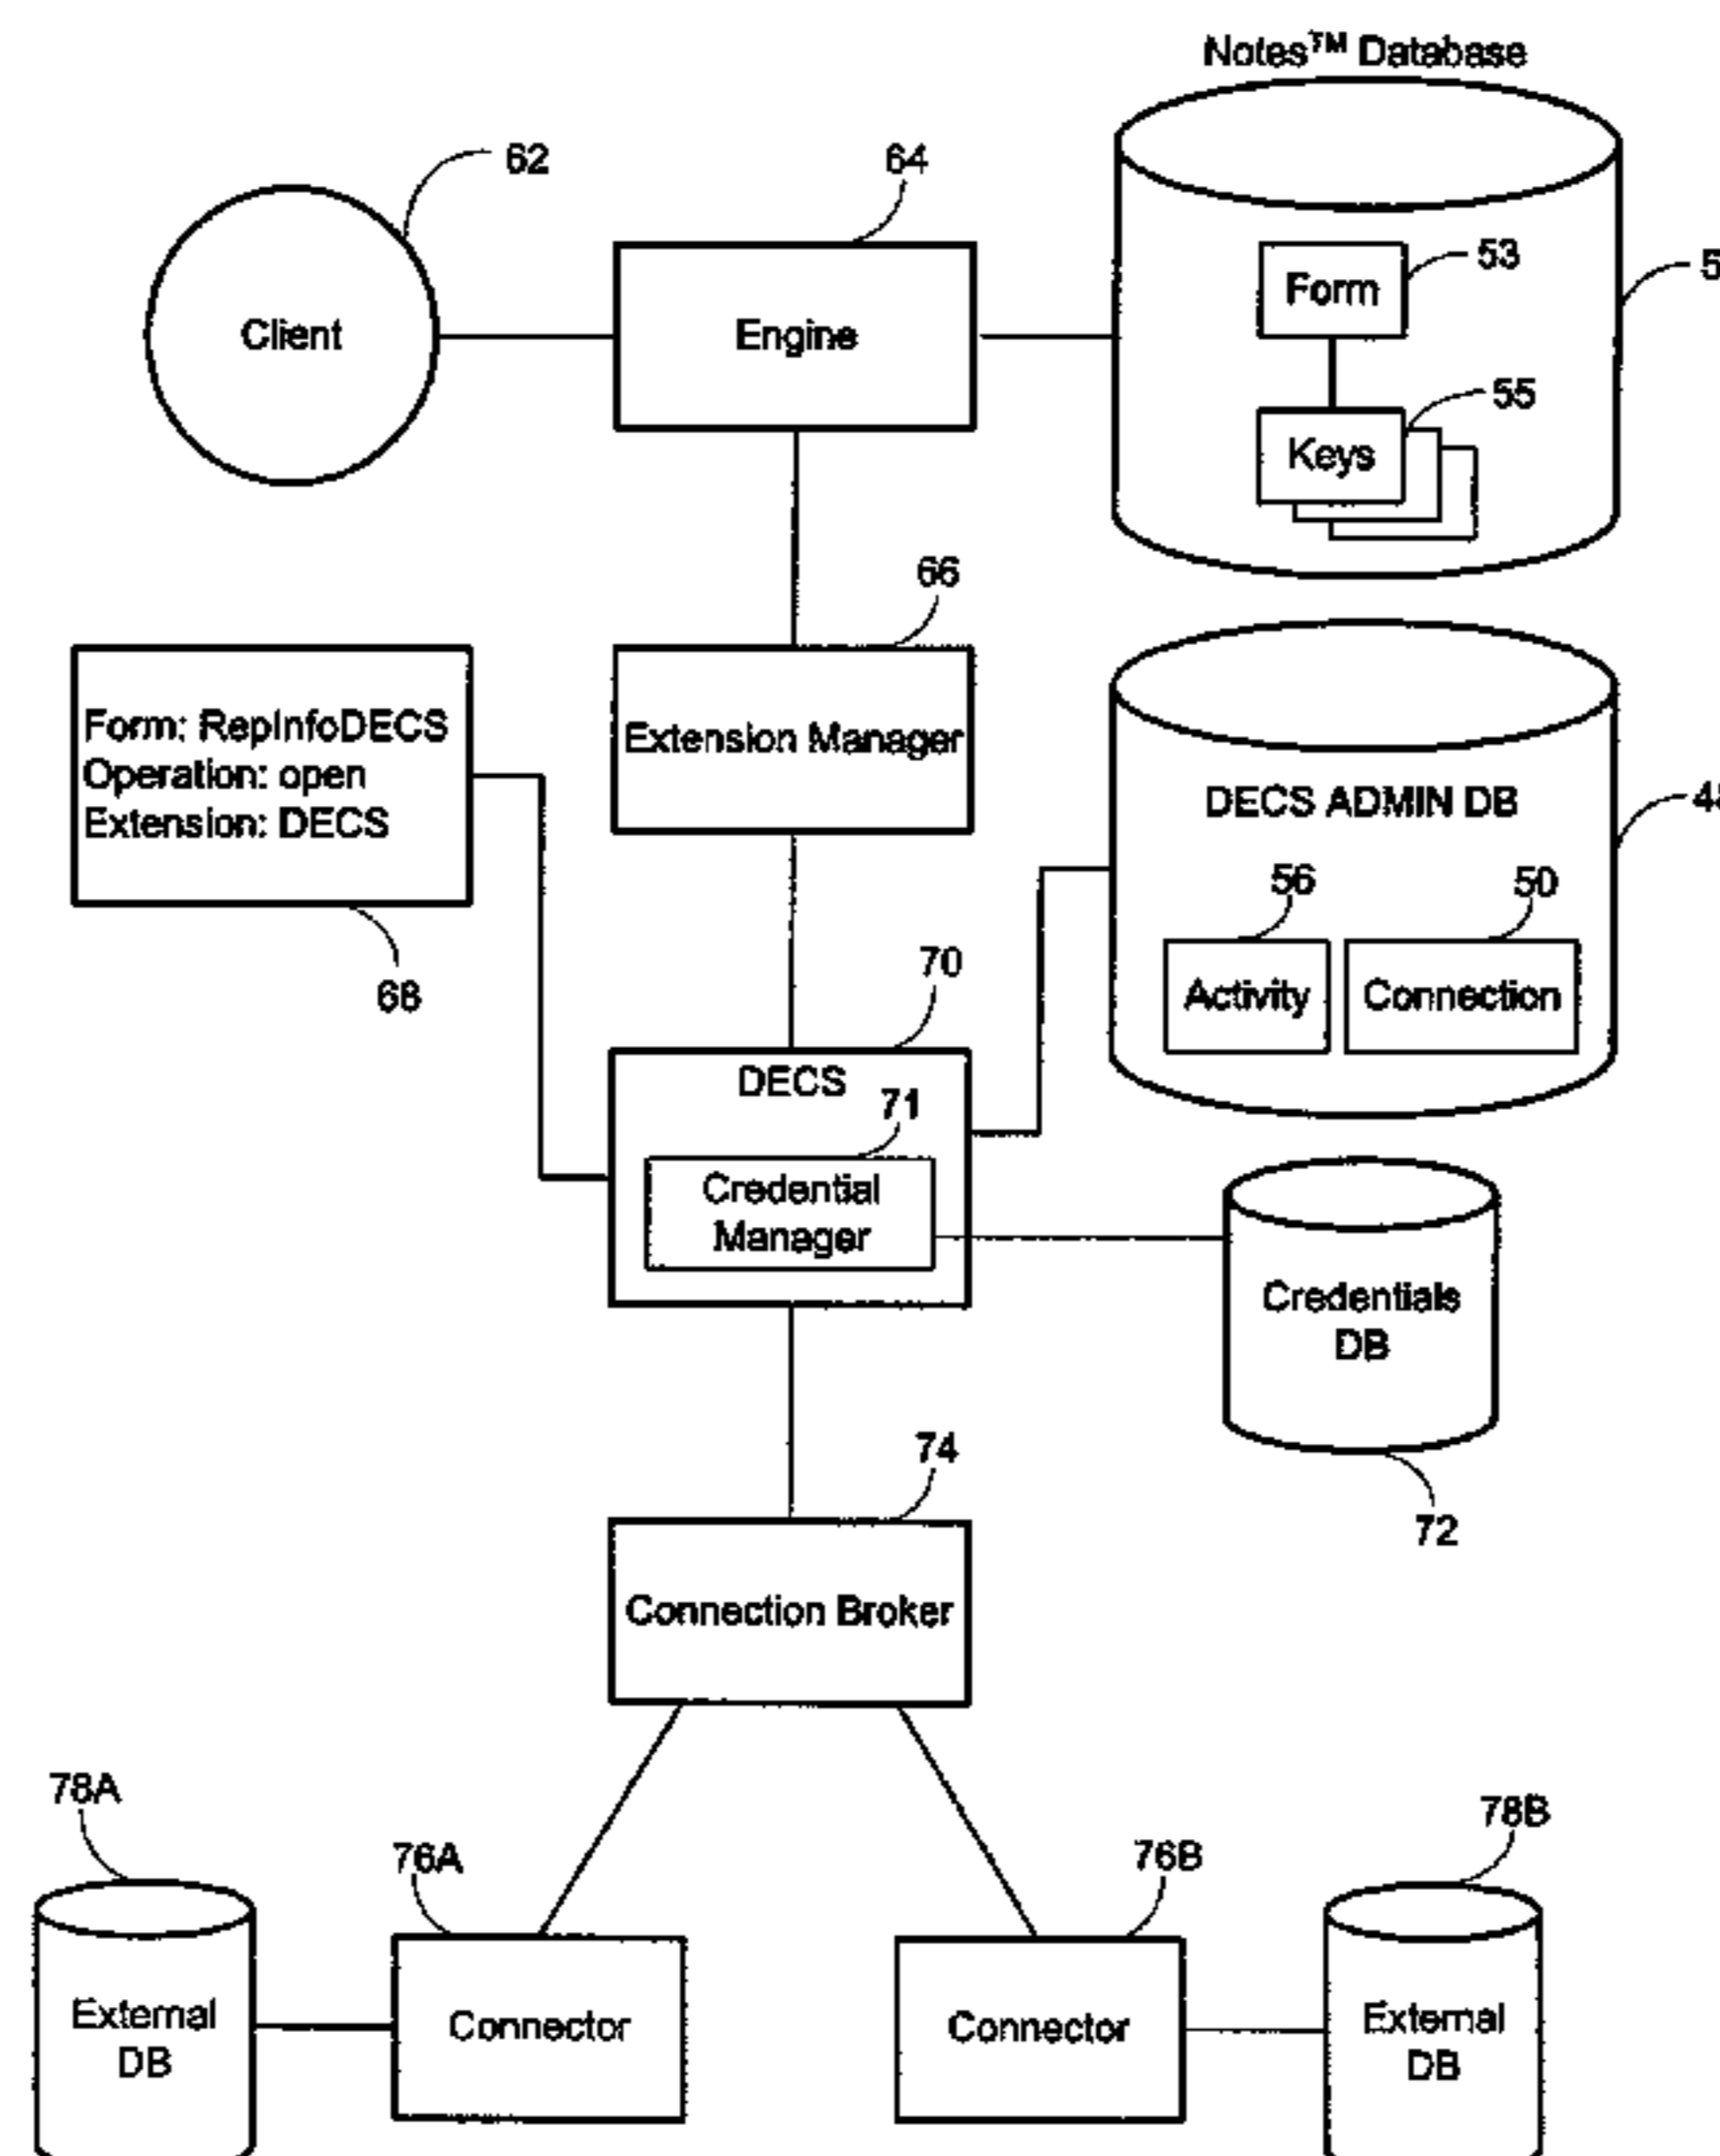 Notes™ Database
62
64
Form
53
Client
Engine
55
Keys
66
Form: RepInfoDECS
Operation: open
Extension: DECS
Extension Manager
DECS ADMIN DB
56
50
Activity
Connection
68
70
DECS
71
Credential
Manager
Credentials
DB
74
72
Connection Broker
78A
76A
76B
78B
External
DB
Connector
Connector
External
DB